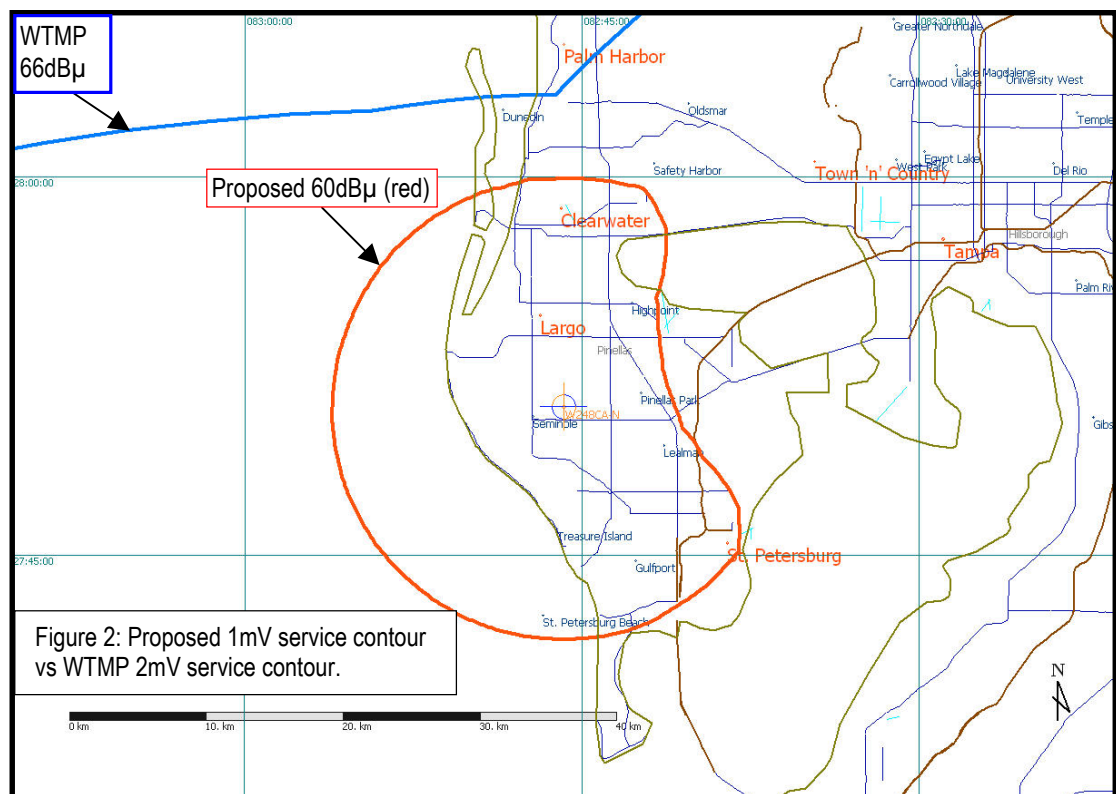 WTMP
66dBµ
083:00:00
082:45:00
083:30:00
Greater Northdale
Palm Harbor
Lake Magdalene
University West
Carrollwood Village
Dunedin
Oldsmar
Temple
Egypt Lake
West Park
Safety Harbor
Town 'n' Country
Del Rio
28:00:00
Proposed 60dBµ (red)
Clearwater
Hillsborough
Tampa
Palm Riv
Highpoint
Largo
Pinellas
Pinellas Park
W248CA-N
Seminole
Gibs
Lealman
Treasure Island
St. Petersburg
27:45:00
Gulfport
St. Petersburg Beach
Figure 2: Proposed 1mV service contour
vs WTMP 2mV service contour.
N
0 km
10. km
20. km
30. km
40 km